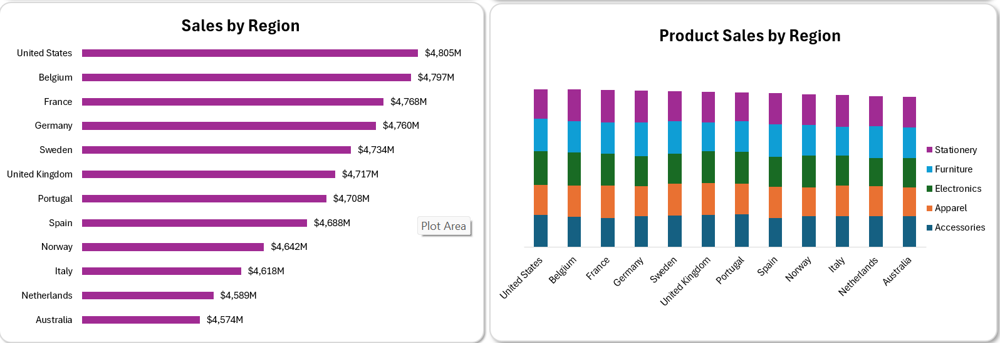 Sales by Region
United States $4,805M
Belgium $4,797M
France $4,768M
Germany $4,760M
Sweden $4,734M
United Kingdom $4,717M
Portugal $4,708M
Spain $4,688M
Plot Area
Norway $4,642M
Italy $4,618M
Netherlands $4,589M
Australia $4,574M
Product Sales by Region
Stationery
Furniture
Electronics
Apparel
Accessories
United States
Belgium
France
Germany
Sweden
United Kingdom
Portugal
Spain
Norway
Italy
Netherlands
Australia